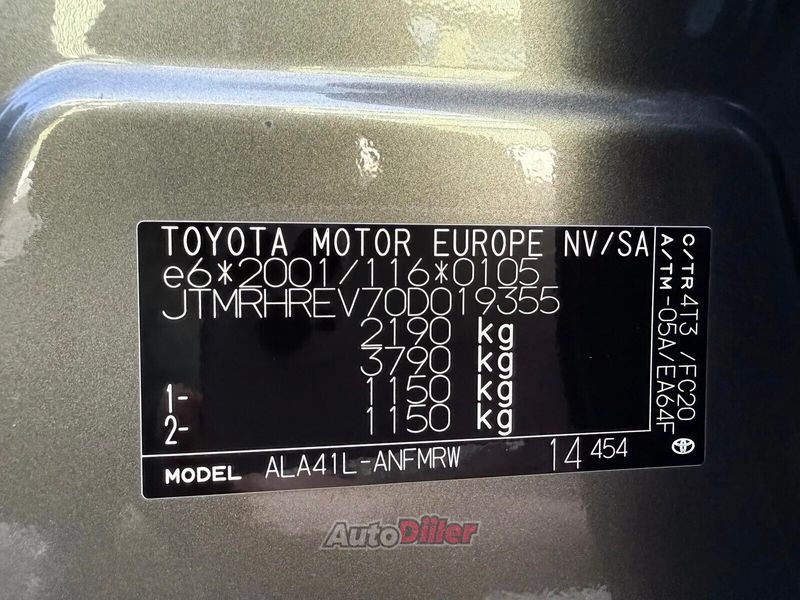 TOYOTA MOTOR EUROPE NV/SA
e6*2001/116*0105
JTMRHREV70D019355
2190 kg
3790 kg
1- 1150 kg
2- 1150 kg
MODEL ALA41L-ANFMRW 14 454
C/TR 4T3 /FC20
A/TM -05A/EA64F
AutoDiler